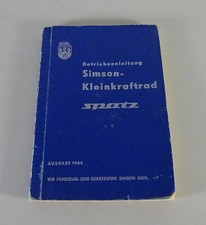 Betriebsanleitung
Simson-
Kleinkraftrad
spatz
AUSGABE 1964
VEB FAHRZEUG- UND GERÄTEWERK SIMSON SUHL